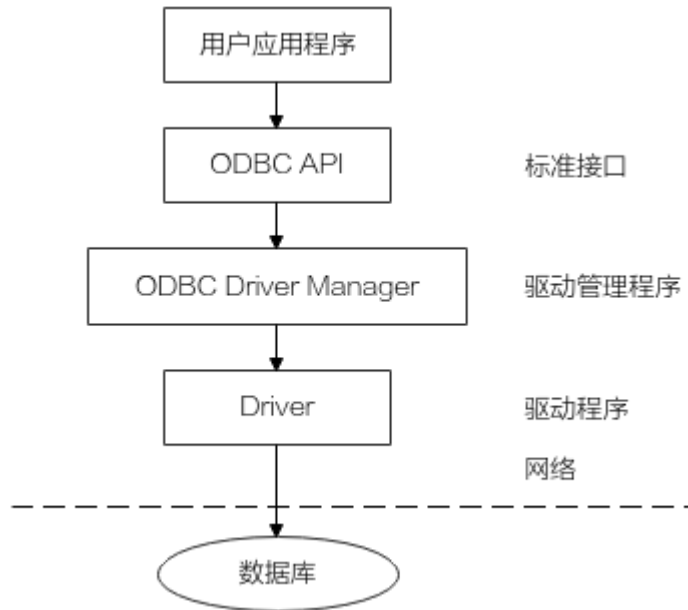 用户应用程序
ODBC API
标准接口
ODBC Driver Manager
驱动管理程序
Driver
驱动程序
网络
数据库